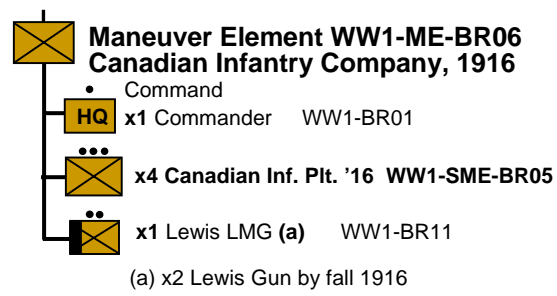 Maneuver Element WW1-ME-BR06
Canadian Infantry Company, 1916
Command
HQ x1 Commander WW1-BR01
x4 Canadian Inf. Plt. '16 WW1-SME-BR05
x1 Lewis LMG (a) WW1-BR11
(a) x2 Lewis Gun by fall 1916